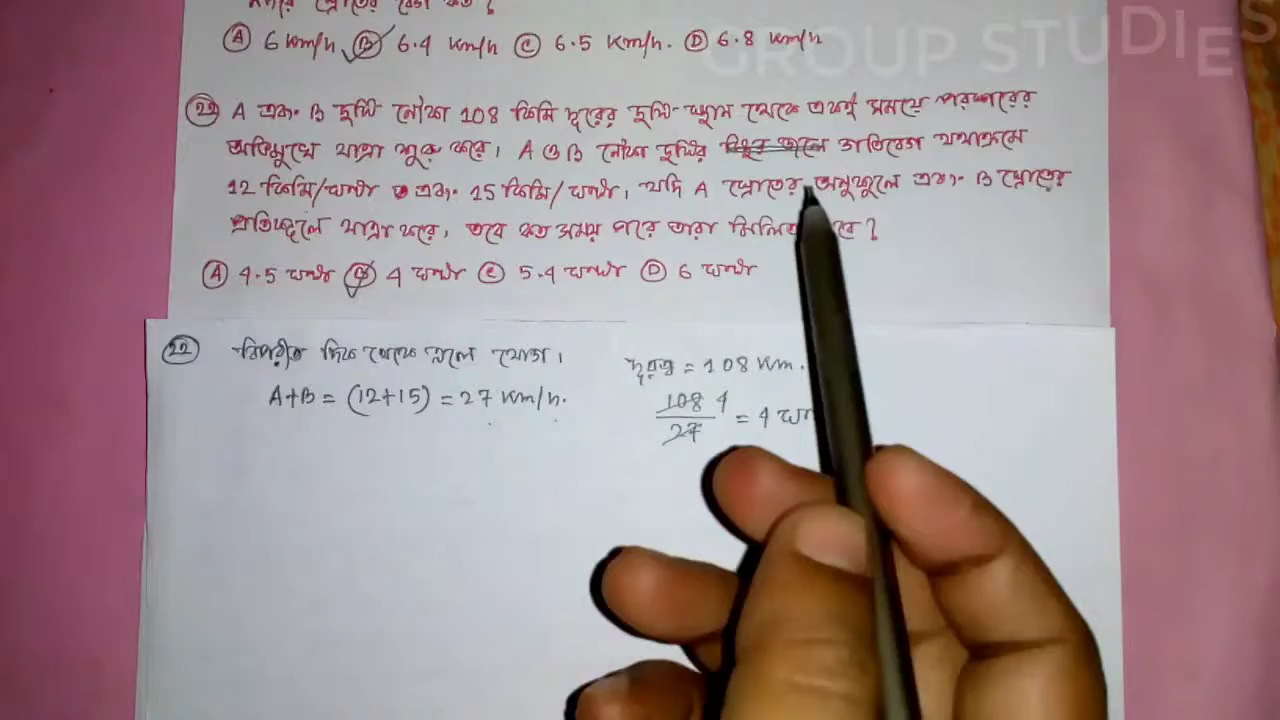 GROUP STUDIES
Ⓐ 6 km/h Ⓑ 6.4 km/h Ⓒ 6.5 Km/h. Ⓓ 6.8 km/h
㉒ A এবং B দুটি নৌকা 108 কিমি দূরের দুটি স্থান থেকে একই সময়ে পরস্পরের
অভিমুখে যাত্রা শুরু করে। A ও B নৌকা দুটির গতিবেগ যথাক্রমে
12 কিমি/ঘন্টা এবং 15 কিমি/ঘন্টা, যদি A স্রোতের অনুকূলে এবং B স্রোতের
প্রতিকূলে যাত্রা করে, তবে কত সময় পরে তারা মিলিত হবে?
Ⓐ 4.5 ঘন্টা Ⓑ 4 ঘন্টা Ⓒ 5.4 ঘন্টা Ⓓ 6 ঘন্টা
㉒ বিপরীত দিক থেকে এলে যোগ।
A+B = (12+15) = 27 km/h.
দূরত্ব = 108 km.
108/27 4 = 4